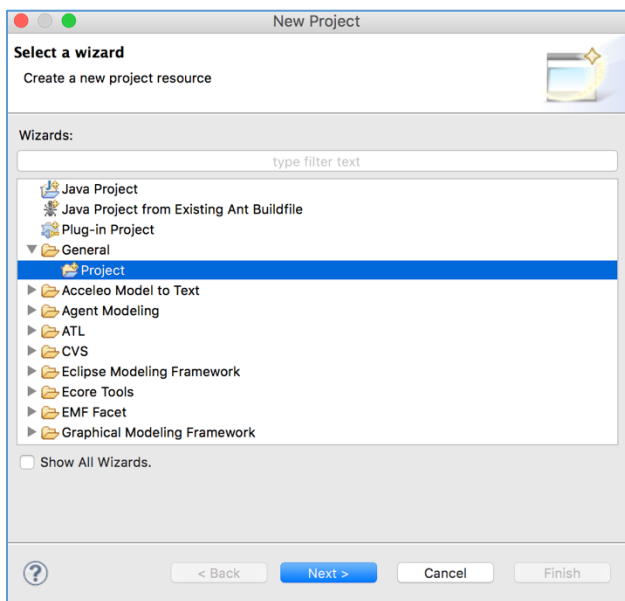 New Project
Select a wizard
Create a new project resource
Wizards:
type filter text
Java Project
Java Project from Existing Ant Buildfile
Plug-in Project
General
Project
Acceleo Model to Text
Agent Modeling
ATL
CVS
Eclipse Modeling Framework
Ecore Tools
EMF Facet
Graphical Modeling Framework
Show All Wizards.
? < Back Next > Cancel Finish